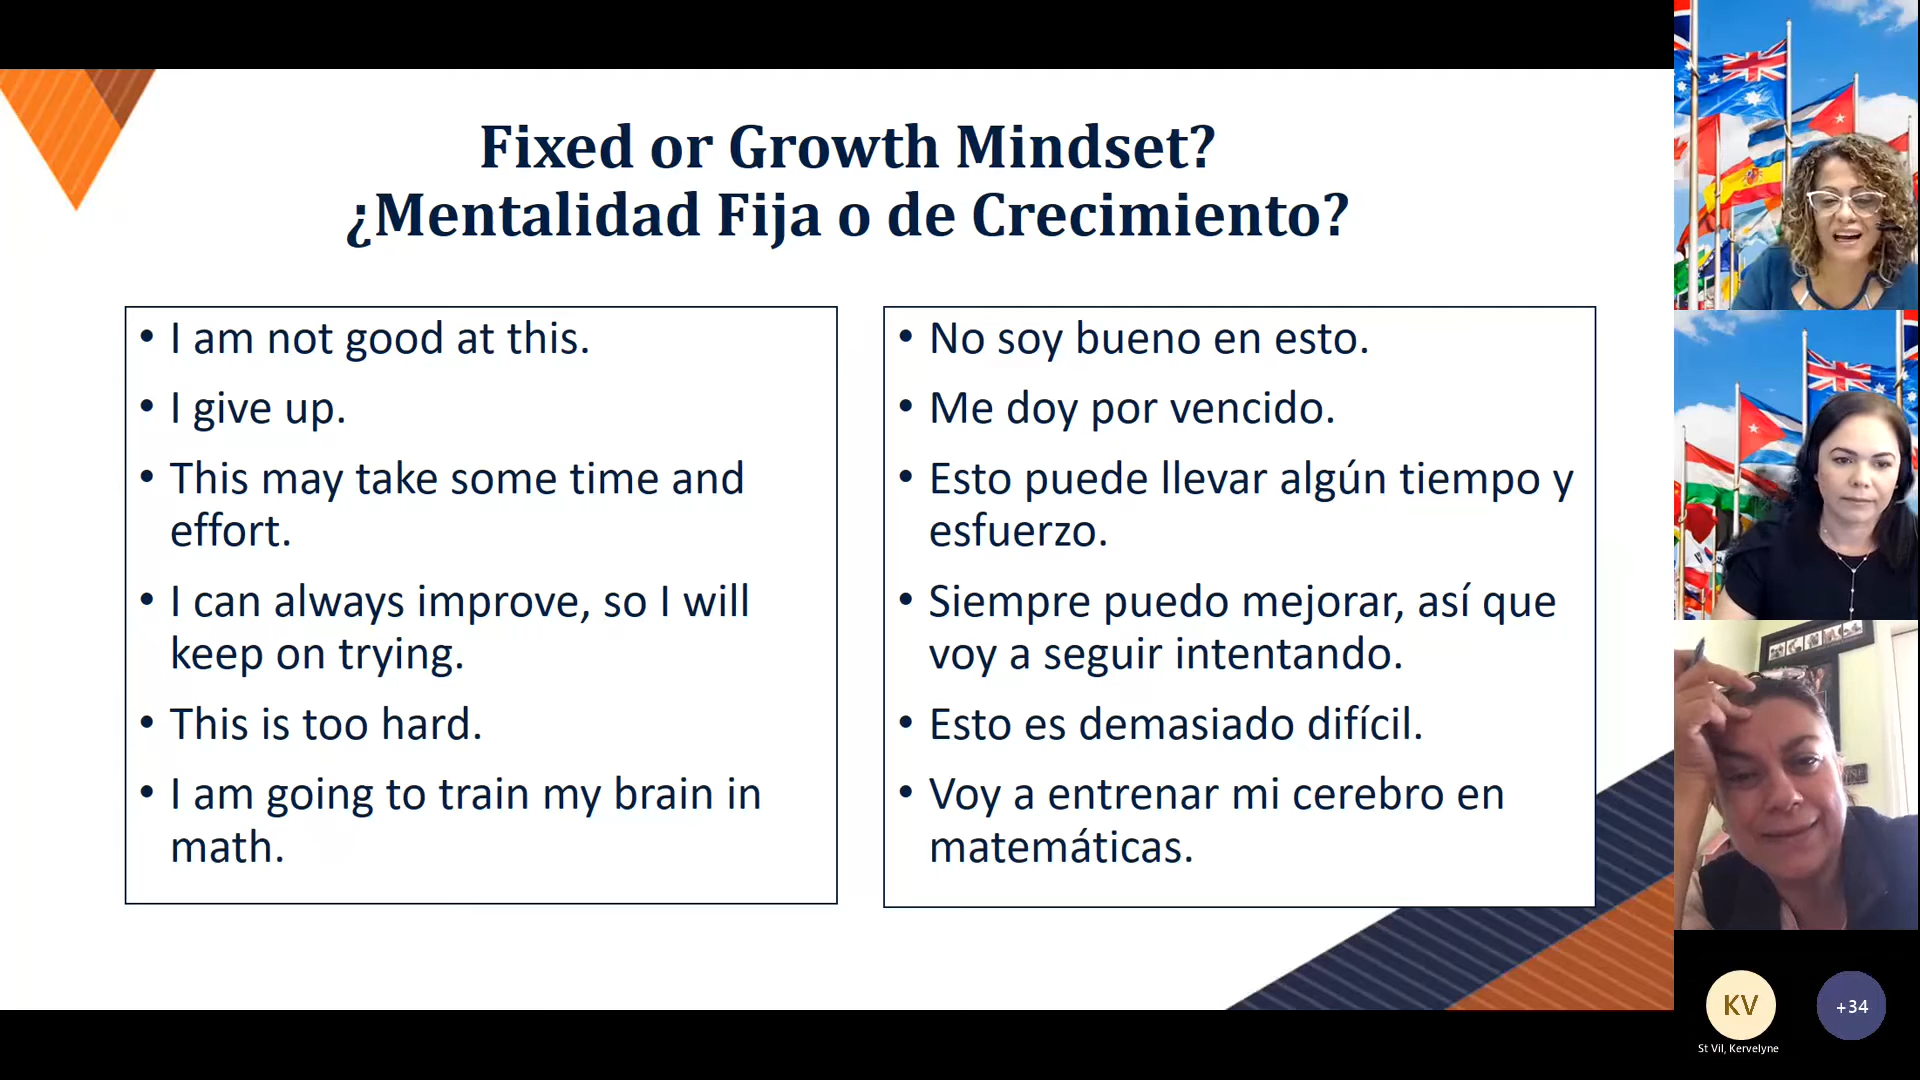 Fixed or Growth Mindset?
¿Mentalidad Fija o de Crecimiento?
• I am not good at this.
• I give up.
• This may take some time and
effort.
• I can always improve, so I will
keep on trying.
• This is too hard.
• I am going to train my brain in
math.
• No soy bueno en esto.
• Me doy por vencido.
• Esto puede llevar algún tiempo y
esfuerzo.
• Siempre puedo mejorar, así que
voy a seguir intentando.
• Esto es demasiado difícil.
• Voy a entrenar mi cerebro en
matemáticas.
KV
St Vil, Kervelyne
+34